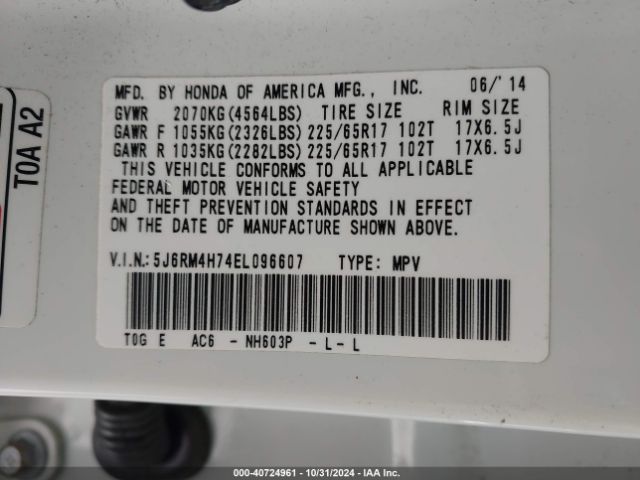 MFD. BY HONDA OF AMERICA MFG., INC. 06/'14
GVWR 2070KG(4564LBS) TIRE SIZE RIM SIZE
GAWR F 1055KG(2326LBS) 225/65R17 102T 17X6.5J
GAWR R 1035KG(2282LBS) 225/65R17 102T 17X6.5J
THIS VEHICLE CONFORMS TO ALL APPLICABLE
FEDERAL MOTOR VEHICLE SAFETY
AND THEFT PREVENTION STANDARDS IN EFFECT
ON THE DATE OF MANUFACTURE SHOWN ABOVE.
V.I.N.: 5J6RM4H74EL096607 TYPE: MPV
T0G E AC6 - NH603P - L - L
T0A A2
000-40724961 - 10/31/2024 - IAA Inc.